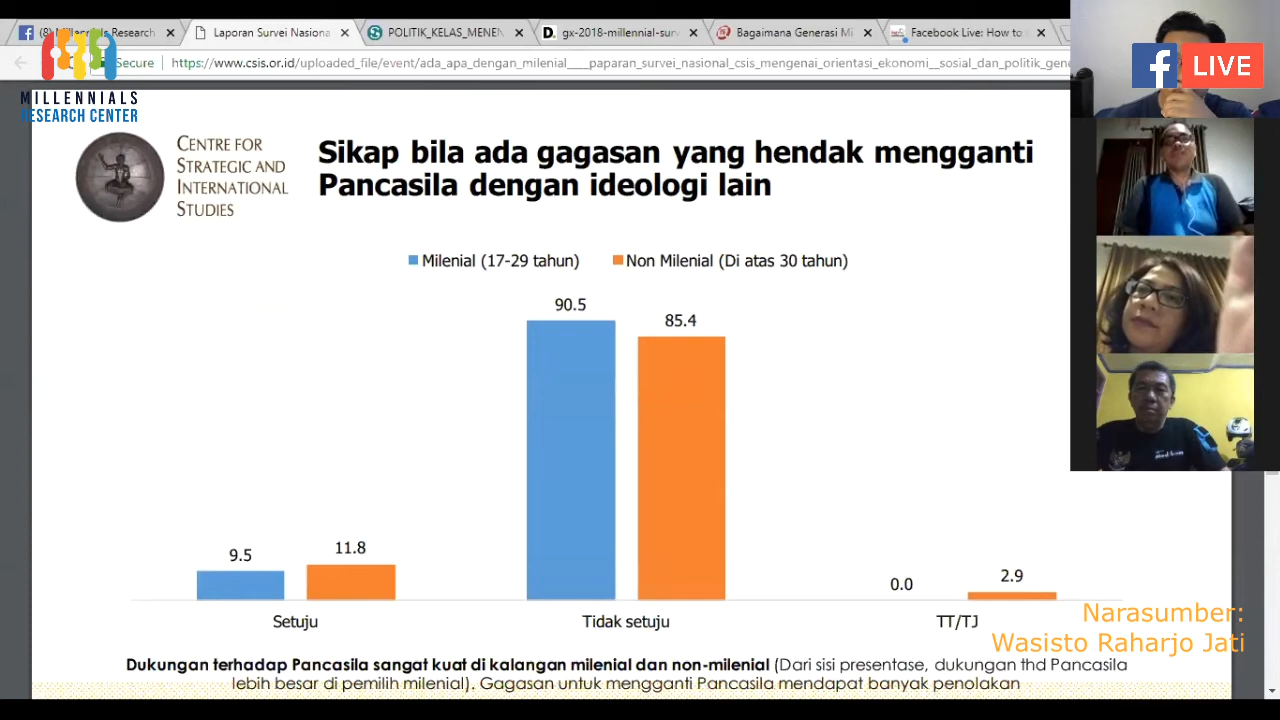 (8) Millennials Research
Laporan Survei Nasiona
POLITIK_KELAS_MENEN
gx-2018-millennial-surv
Bagaimana Generasi Mi
Facebook Live: How to
Secure
https://www.csis.or.id/uploaded_file/event/ada_apa_dengan_milenial____paparan_survei_nasional_csis_mengenai_orientasi_ekonomi__sosial_dan_politik_gene
LIVE
MILLENNIALS
RESEARCH CENTER
CENTRE FOR
STRATEGIC AND
INTERNATIONAL
STUDIES
Sikap bila ada gagasan yang hendak mengganti
Pancasila dengan ideologi lain
Milenial (17-29 tahun)
Non Milenial (Di atas 30 tahun)
90.5
85.4
9.5
11.8
0.0
2.9
Setuju
Tidak setuju
TT/TJ
Narasumber:
Wasisto Raharjo Jati
Dukungan terhadap Pancasila sangat kuat di kalangan milenial dan non-milenial (Dari sisi presentase, dukungan thd Pancasila
lebih besar di pemilih milenial). Gagasan untuk mengganti Pancasila mendapat banyak penolakan